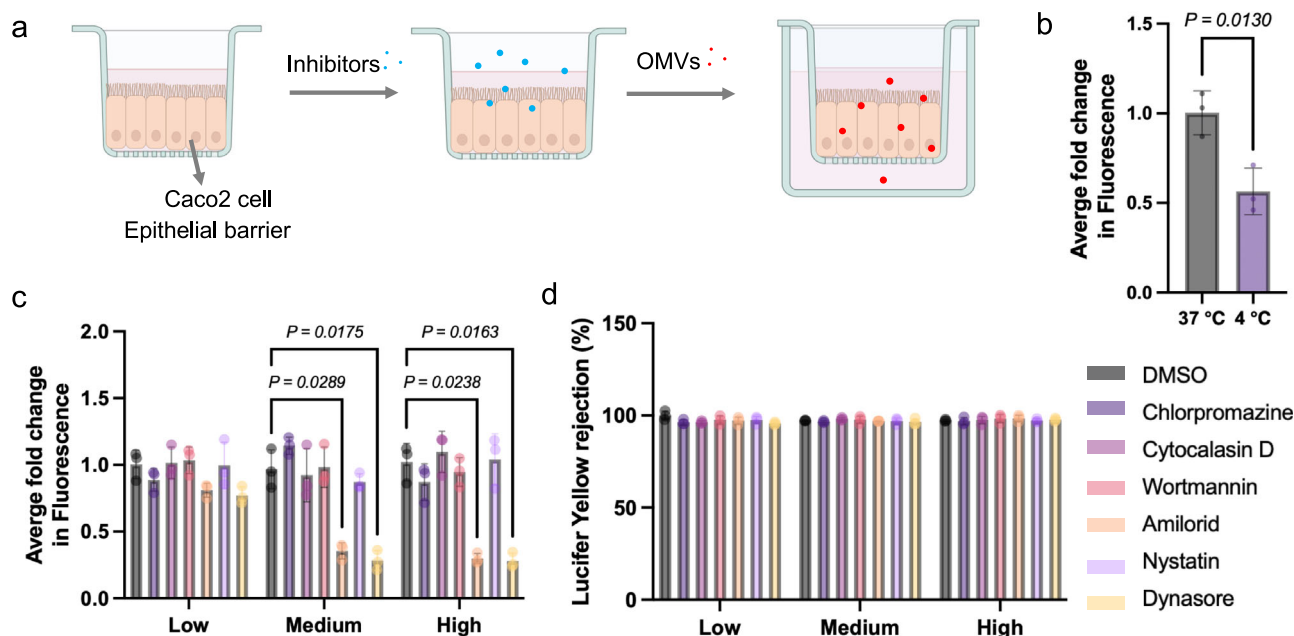 a
Inhibitors
OMVs
Caco2 cell
Epithelial barrier
b
P = 0.0130
Averge fold change
in Fluorescence
1.5
1.0
0.5
0.0
37 °C 4 °C
c
Averge fold change
in Fluorescence
2.0
1.5
1.0
0.5
0.0
P = 0.0175
P = 0.0289
P = 0.0163
P = 0.0238
Low Medium High
d
Lucifer Yellow rejection (%)
150
100
50
0
Low Medium High
DMSO
Chlorpromazine
Cytocalasin D
Wortmannin
Amilorid
Nystatin
Dynasore